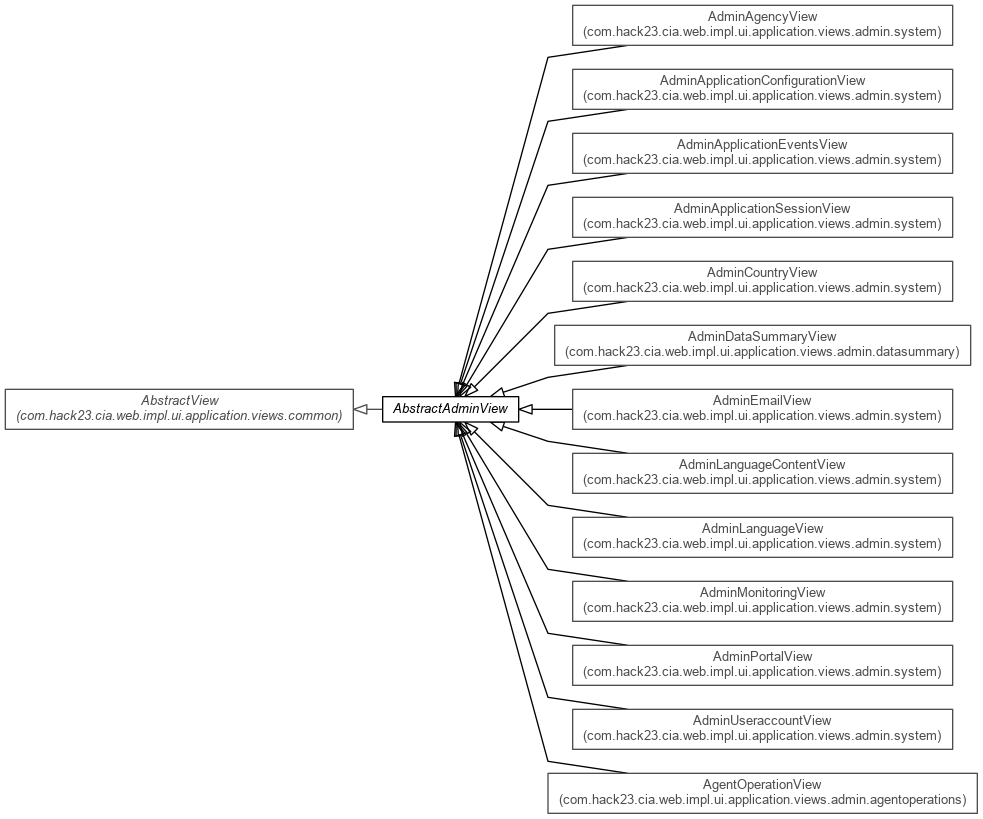 AdminAgencyView
(com.hack23.cia.web.impl.ui.application.views.admin.system)
AdminApplicationConfigurationView
(com.hack23.cia.web.impl.ui.application.views.admin.system)
AdminApplicationEventsView
(com.hack23.cia.web.impl.ui.application.views.admin.system)
AdminApplicationSessionView
(com.hack23.cia.web.impl.ui.application.views.admin.system)
AdminCountryView
(com.hack23.cia.web.impl.ui.application.views.admin.system)
AdminDataSummaryView
(com.hack23.cia.web.impl.ui.application.views.admin.datasummary)
AbstractView
(com.hack23.cia.web.impl.ui.application.views.common)
AbstractAdminView
AdminEmailView
(com.hack23.cia.web.impl.ui.application.views.admin.system)
AdminLanguageContentView
(com.hack23.cia.web.impl.ui.application.views.admin.system)
AdminLanguageView
(com.hack23.cia.web.impl.ui.application.views.admin.system)
AdminMonitoringView
(com.hack23.cia.web.impl.ui.application.views.admin.system)
AdminPortalView
(com.hack23.cia.web.impl.ui.application.views.admin.system)
AdminUseraccountView
(com.hack23.cia.web.impl.ui.application.views.admin.system)
AgentOperationView
(com.hack23.cia.web.impl.ui.application.views.admin.agentoperations)